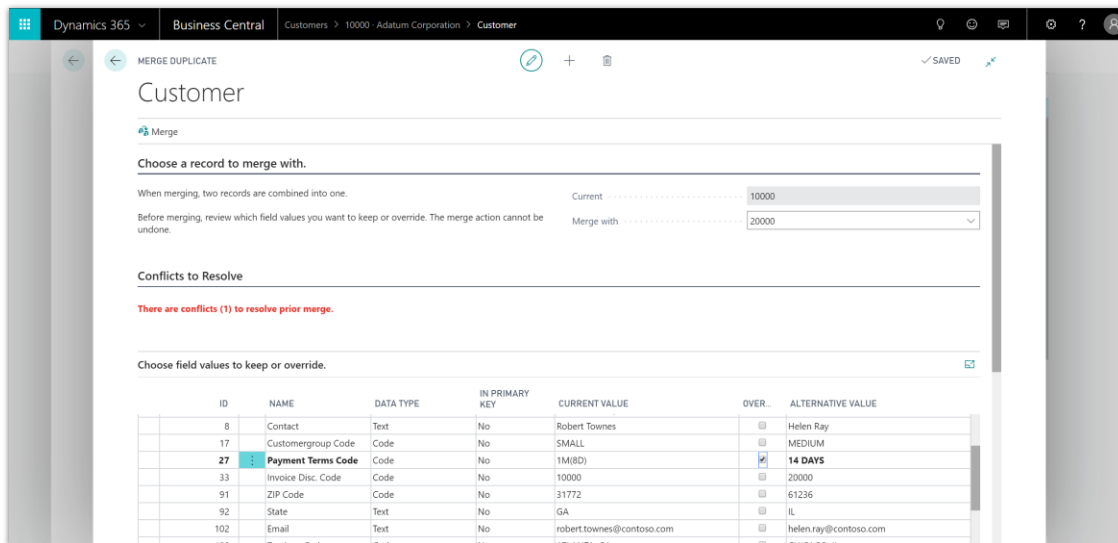 Dynamics 365 Business Central Customers > 10000 · Adatum Corporation > Customer ?
MERGE DUPLICATE ✓ SAVED
Customer
Merge
Choose a record to merge with.
When merging, two records are combined into one.
Before merging, review which field values you want to keep or override. The merge action cannot be
undone.
Current 10000
Merge with 20000
Conflicts to Resolve
There are conflicts (1) to resolve prior merge.
Choose field values to keep or override.
ID NAME DATA TYPE IN PRIMARY KEY CURRENT VALUE OVER... ALTERNATIVE VALUE
8 Contact Text No Robert Townes Helen Ray
17 Customergroup Code Code No SMALL MEDIUM
27 Payment Terms Code Code No 1M(8D) 14 DAYS
33 Invoice Disc. Code Code No 10000 20000
91 ZIP Code Code No 31772 61236
92 State Text No GA IL
102 Email Text No robert.townes@contoso.com helen.ray@contoso.com